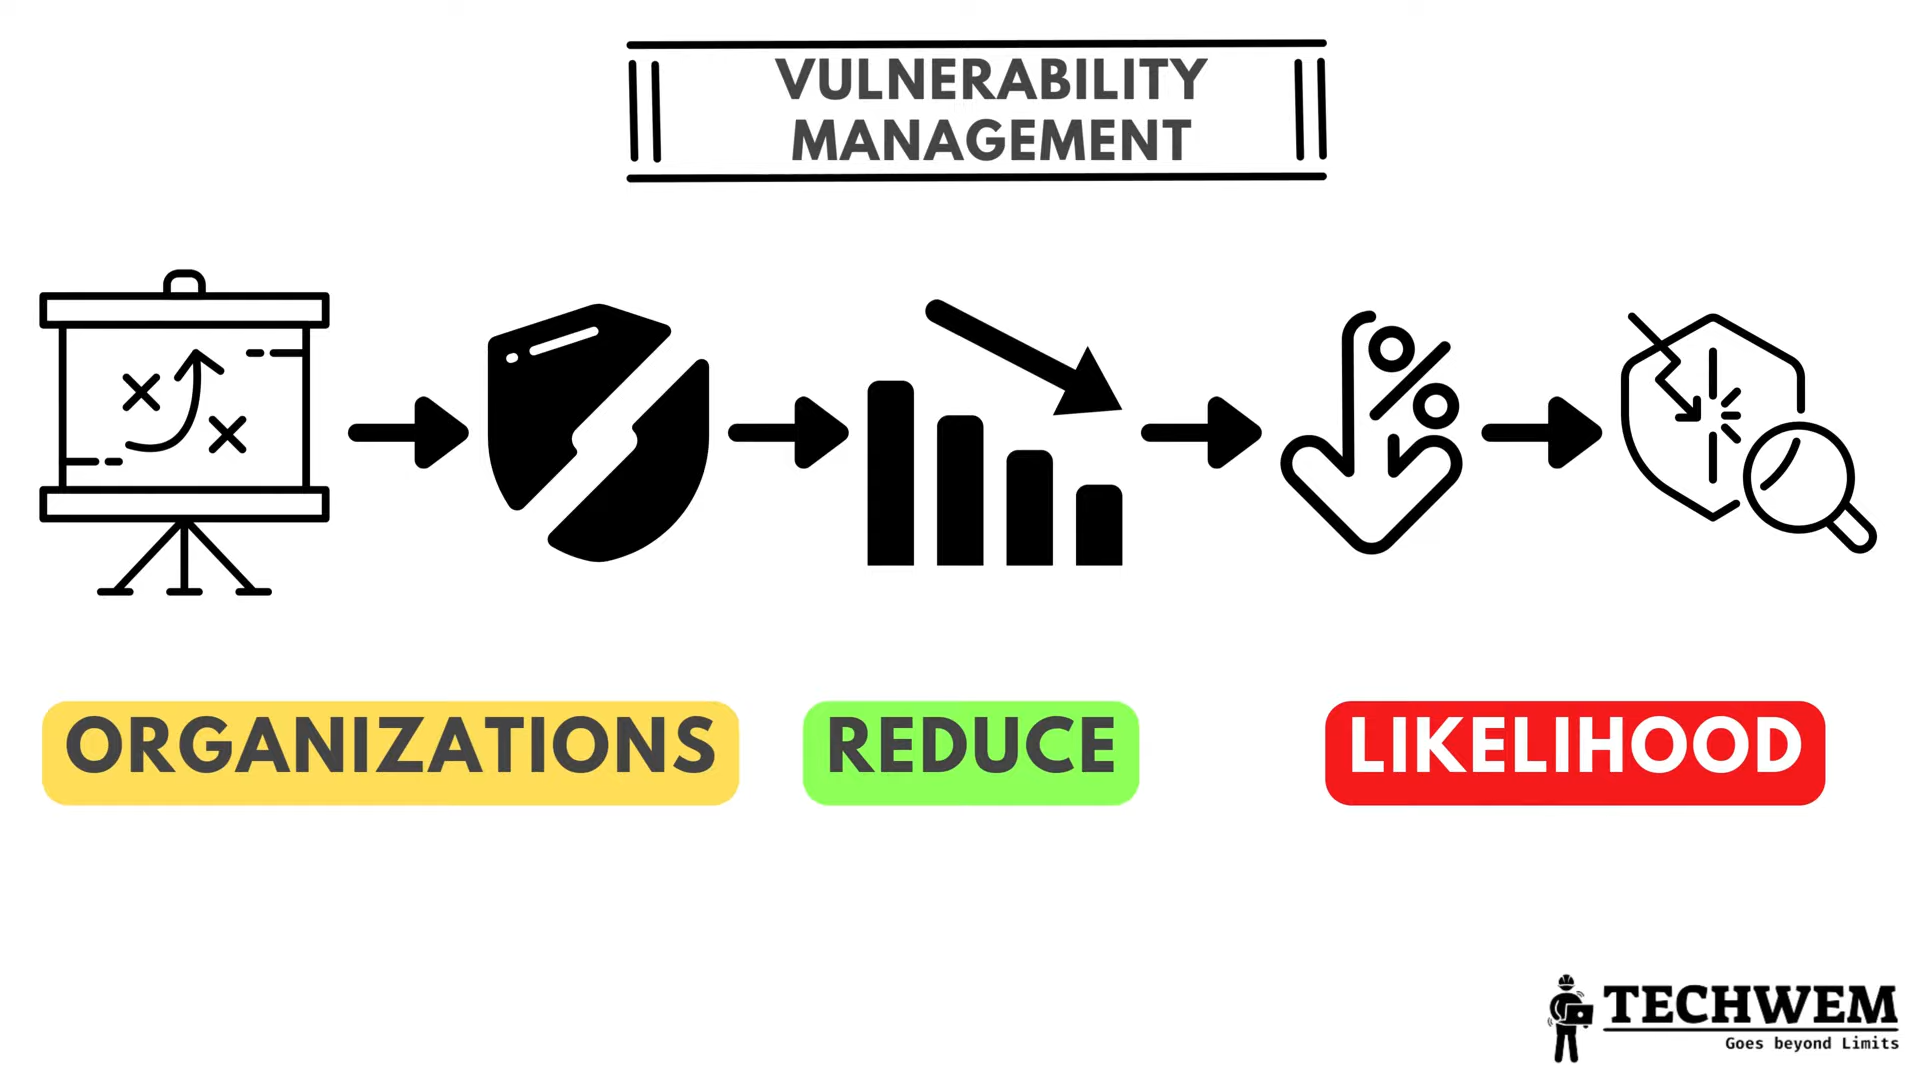 VULNERABILITY
MANAGEMENT
%
ORGANIZATIONS
REDUCE
LIKELIHOOD
TECHWEM
Goes beyond Limits